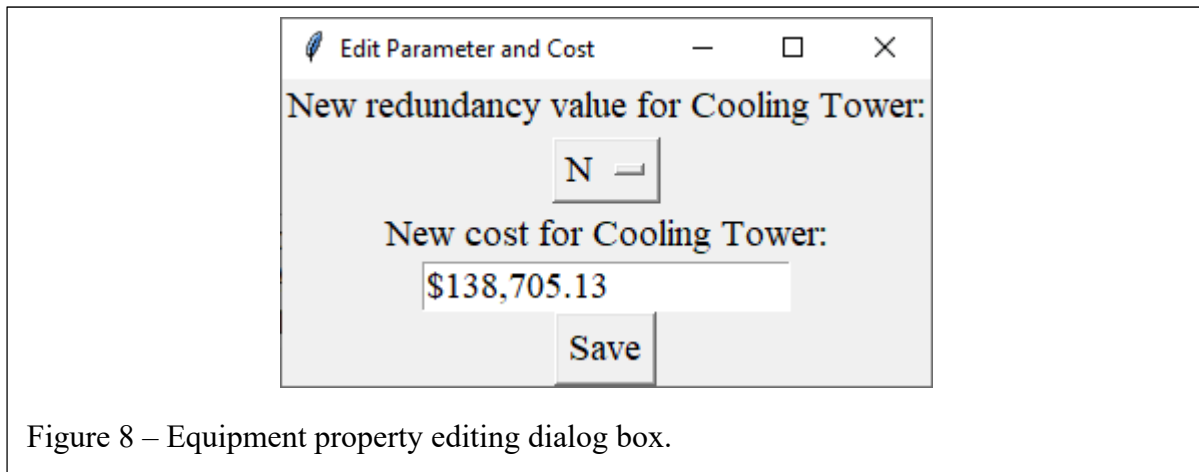 Edit Parameter and Cost
New redundancy value for Cooling Tower:
N
New cost for Cooling Tower:
$138,705.13
Save
Figure 8 – Equipment property editing dialog box.